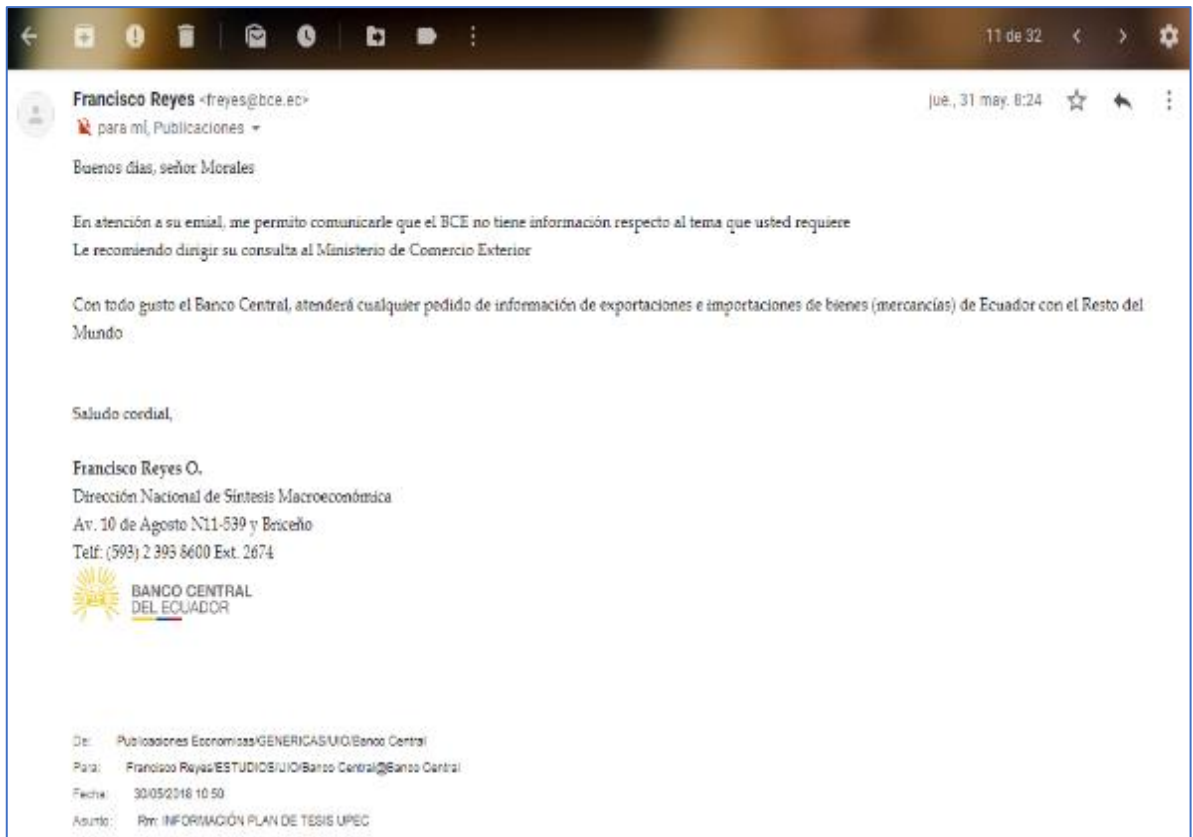 11 de 32
Francisco Reyes <freyes@bce.ec>
jue., 31 may. 8:24
para mí, Publicaciones
Buenos días, señor Morales
En atención a su emial, me permito comunicarle que el BCE no tiene información respecto al tema que usted requiere
Le recomiendo dirigir su consulta al Ministerio de Comercio Exterior
Con todo gusto el Banco Central, atenderá cualquier pedido de información de exportaciones e importaciones de bienes (mercancías) de Ecuador con el Resto del
Mundo
Saludo cordial,
Francisco Reyes O.
Dirección Nacional de Síntesis Macroeconómica
Av. 10 de Agosto N11-539 y Briceño
Telf: (593) 2 393 8600 Ext. 2674
BANCO CENTRAL
DEL ECUADOR
De: Publicaciones Economicas/GENERICAS/UIO/Banco Central
Para: Francisco Reyes/ESTUDIOS/UIO/Banco Central@Banco Central
Fecha: 30/05/2018 10:50
Asunto: Rm: INFORMACIÓN PLAN DE TESIS UPEC